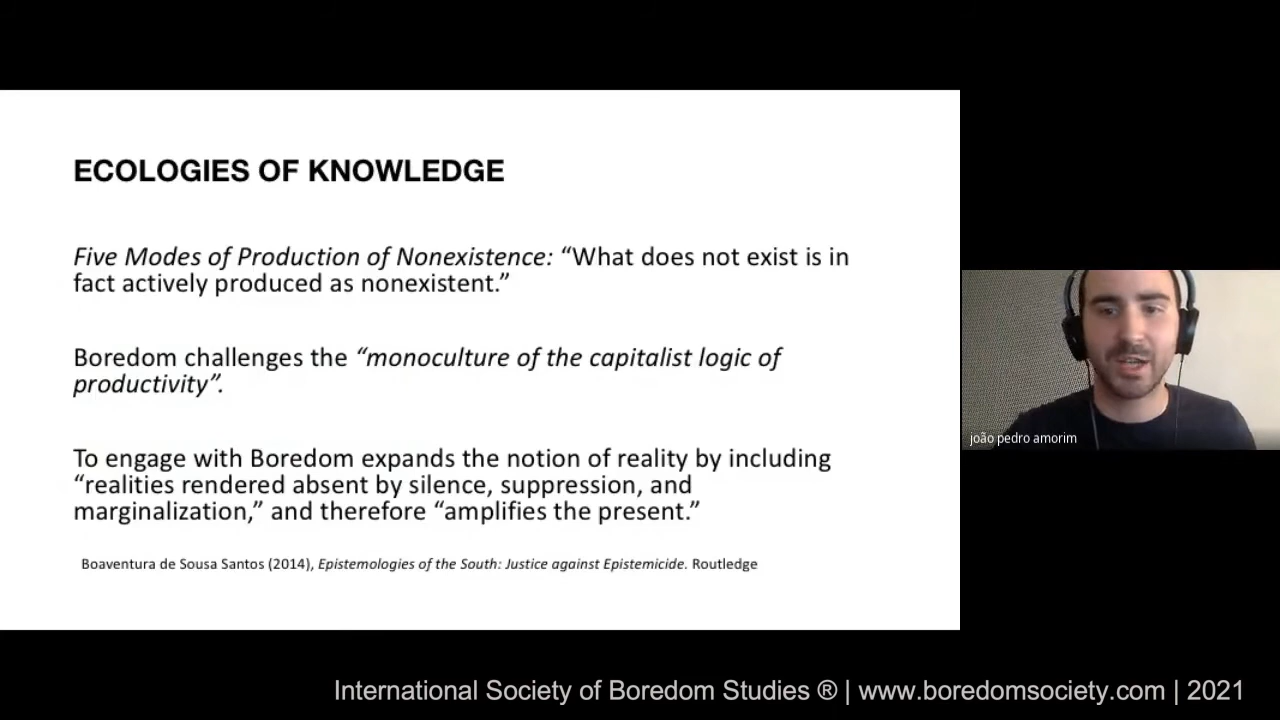 ECOLOGIES OF KNOWLEDGE
Five Modes of Production of Nonexistence: “What does not exist is in
fact actively produced as nonexistent.”
Boredom challenges the “monoculture of the capitalist logic of
productivity”.
To engage with Boredom expands the notion of reality by including
“realities rendered absent by silence, suppression, and
marginalization,” and therefore “amplifies the present.”
Boaventura de Sousa Santos (2014), Epistemologies of the South: Justice against Epistemicide. Routledge
joão pedro amorim
International Society of Boredom Studies ® | www.boredomsociety.com | 2021